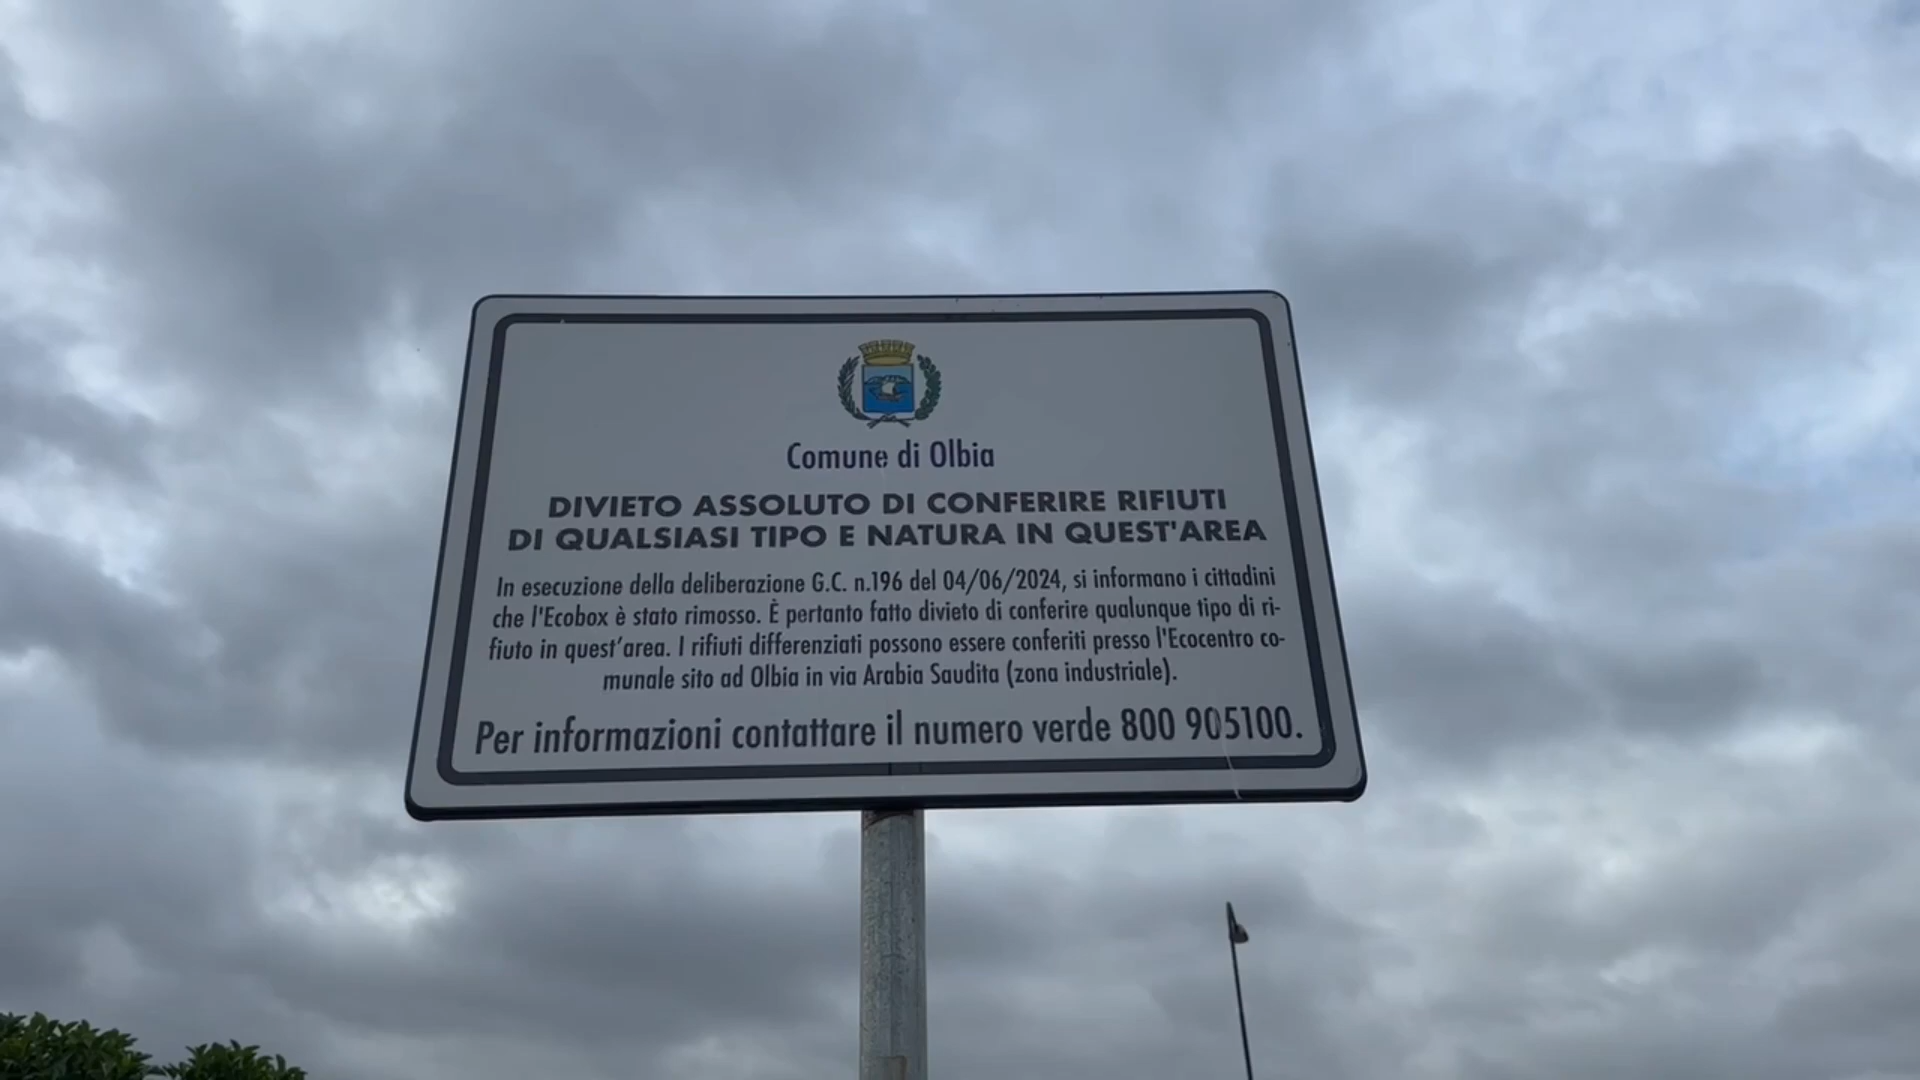 Comune di Olbia
DIVIETO ASSOLUTO DI CONFERIRE RIFIUTI
DI QUALSIASI TIPO E NATURA IN QUEST'AREA
In esecuzione della deliberazione G.C. n.196 del 04/06/2024, si informano i cittadini
che l'Ecobox è stato rimosso. È pertanto fatto divieto di conferire qualunque tipo di ri-
fiuto in quest'area. I rifiuti differenziati possono essere conferiti presso l'Ecocentro co-
munale sito ad Olbia in via Arabia Saudita (zona industriale).
Per informazioni contattare il numero verde 800 905100.